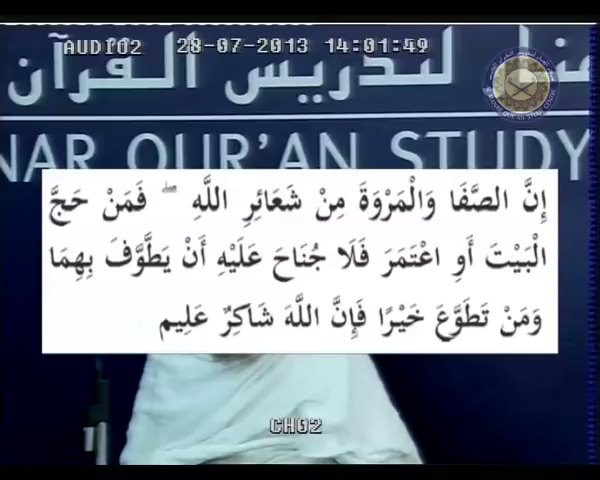 AUDIO2 28-07-2013 14:01:49
لتدريس القرآن
NAR QUR'AN STUDY
إِنَّ الصَّفَا وَالْمَرْوَةَ مِنْ شَعَائِرِ اللَّهِ ۖ فَمَنْ حَجَّ
الْبَيْتَ أَوِ اعْتَمَرَ فَلَا جُنَاحَ عَلَيْهِ أَنْ يَطَّوَّفَ بِهِمَا
وَمَنْ تَطَوَّعَ خَيْرًا فَإِنَّ اللَّهَ شَاكِرٌ عَلِيم
CH02